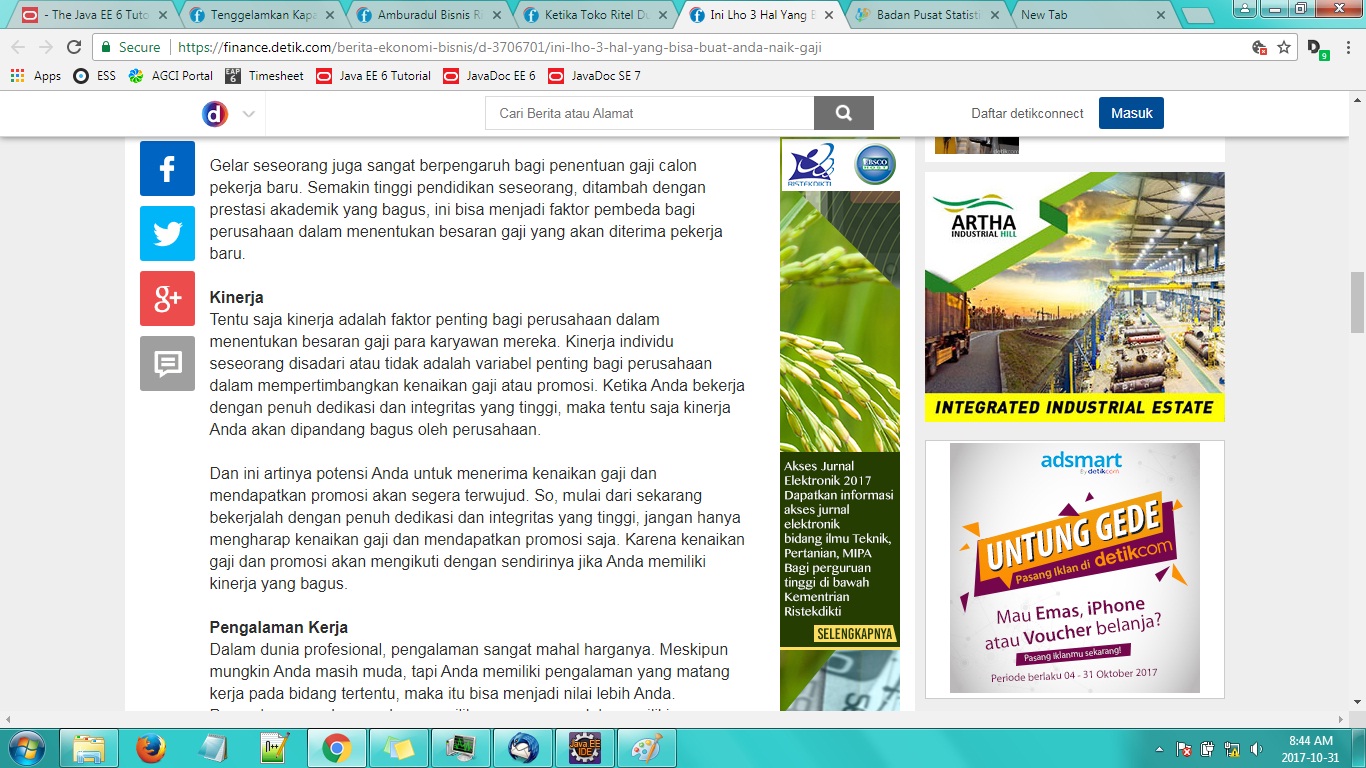 - The Java EE 6 Tuto
Tenggelamkan Kapa
Amburadul Bisnis Ri
Ketika Toko Ritel Du
Ini Lho 3 Hal Yang B
Badan Pusat Statisti
New Tab
Secure
https://finance.detik.com/berita-ekonomi-bisnis/d-3706701/ini-lho-3-hal-yang-bisa-buat-anda-naik-gaji
D
9
Apps
ESS
AGCI Portal
EAP 6
Timesheet
Java EE 6 Tutorial
JavaDoc EE 6
JavaDoc SE 7
d
Cari Berita atau Alamat
Daftar detikconnect
Masuk
Gelar seseorang juga sangat berpengaruh bagi penentuan gaji calon
pekerja baru. Semakin tinggi pendidikan seseorang, ditambah dengan
prestasi akademik yang bagus, ini bisa menjadi faktor pembeda bagi
perusahaan dalam menentukan besaran gaji yang akan diterima pekerja
baru.
Kinerja
Tentu saja kinerja adalah faktor penting bagi perusahaan dalam
menentukan besaran gaji para karyawan mereka. Kinerja individu
seseorang disadari atau tidak adalah variabel penting bagi perusahaan
dalam mempertimbangkan kenaikan gaji atau promosi. Ketika Anda bekerja
dengan penuh dedikasi dan integritas yang tinggi, maka tentu saja kinerja
Anda akan dipandang bagus oleh perusahaan.
Dan ini artinya potensi Anda untuk menerima kenaikan gaji dan
mendapatkan promosi akan segera terwujud. So, mulai dari sekarang
bekerjalah dengan penuh dedikasi dan integritas yang tinggi, jangan hanya
mengharap kenaikan gaji dan mendapatkan promosi saja. Karena kenaikan
gaji dan promosi akan mengikuti dengan sendirinya jika Anda memiliki
kinerja yang bagus.
Pengalaman Kerja
Dalam dunia profesional, pengalaman sangat mahal harganya. Meskipun
mungkin Anda masih muda, tapi Anda memiliki pengalaman yang matang
kerja pada bidang tertentu, maka itu bisa menjadi nilai lebih Anda.
RISTEKDIKTI
EBSCO
HOST
Akses Jurnal
Elektronik 2017
Dapatkan informasi
akses jurnal
elektronik
bidang ilmu Teknik,
Pertanian, MIPA
Bagi perguruan
tinggi di bawah
Kementrian
Ristekdikti
SELENGKAPNYA
ARTHA
INDUSTRIAL HILL
INTEGRATED INDUSTRIAL ESTATE
adsmart
By detikcom
UNTUNG GEDE
Pasang Iklan di detikcom
Mau Emas, iPhone
atau Voucher belanja?
Pasang Iklanmu sekarang!
Periode berlaku 04 - 31 Oktober 2017
Java EE
IDE
8:44 AM
2017-10-31